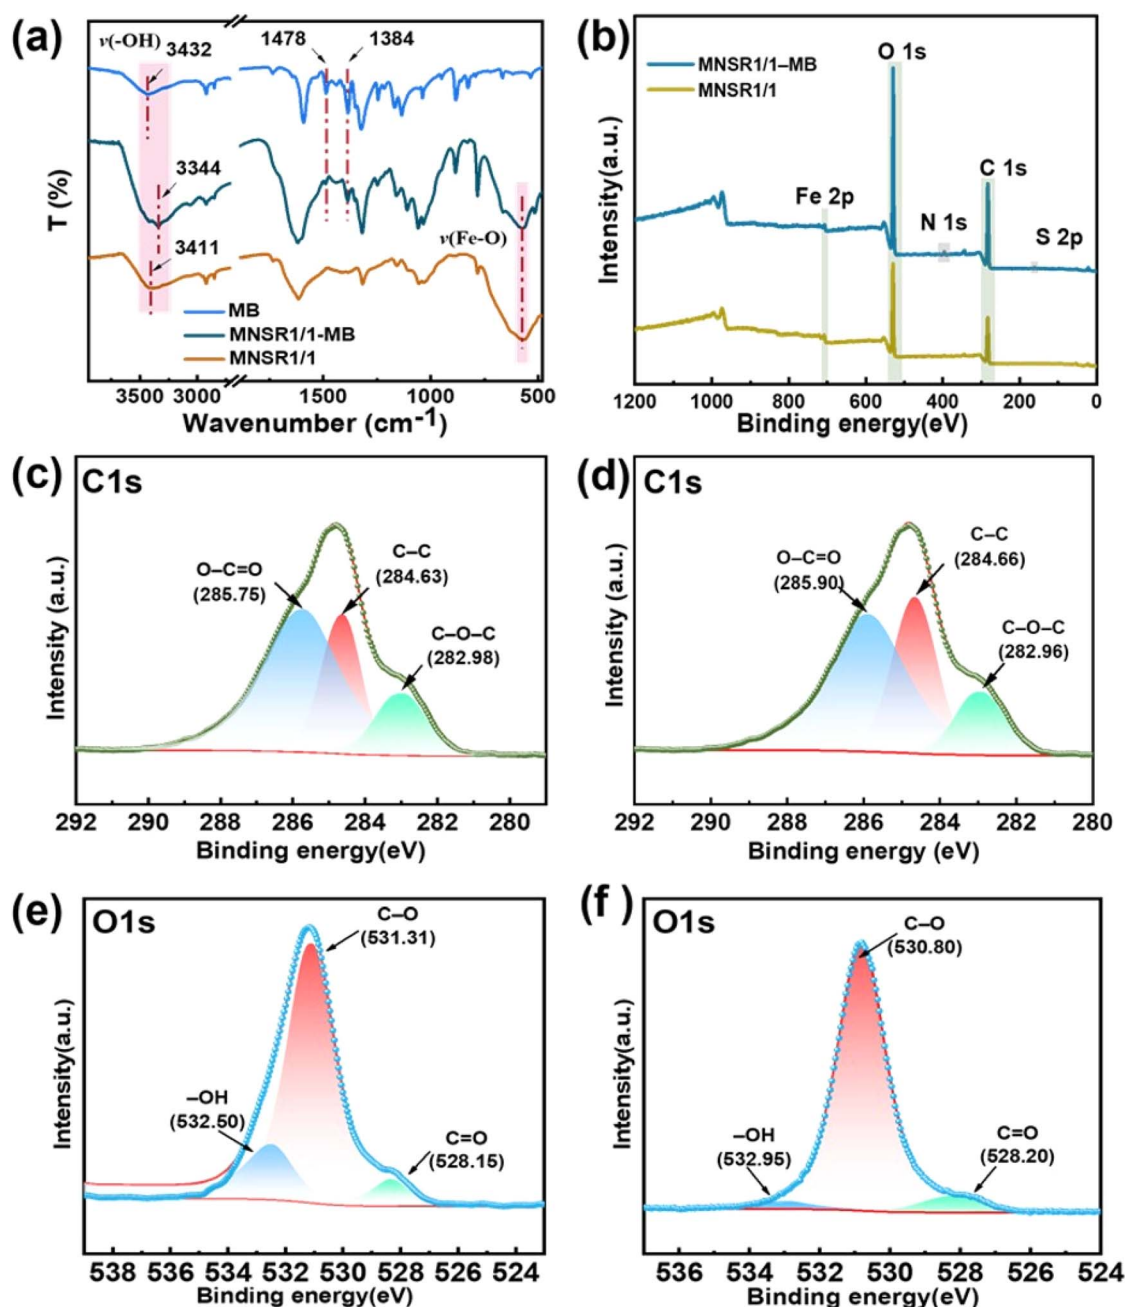 (a)
ν(-OH)
3432
1478
1384
3344
3411
ν(Fe-O)
MB
MNSR1/1-MB
MNSR1/1
T (%)
3500 3000 1500 1000 500
Wavenumber (cm-1)
(b)
MNSR1/1–MB
MNSR1/1
O 1s
C 1s
Fe 2p
N 1s
S 2p
Intensity(a.u.)
1200 1000 800 600 400 200 0
Binding energy(eV)
(c)
C1s
C–C
(284.63)
O–C=O
(285.75)
C–O–C
(282.98)
Intensity (a.u.)
292 290 288 286 284 282 280
Binding energy(eV)
(d)
C1s
C–C
(284.66)
O–C=O
(285.90)
C–O–C
(282.96)
Intensity (a.u.)
292 290 288 286 284 282 280
Binding energy (eV)
(e)
O1s
C–O
(531.31)
–OH
(532.50)
C=O
(528.15)
Intensity(a.u.)
538 536 534 532 530 528 526 524
Binding energy(eV)
(f )
O1s
C–O
(530.80)
–OH
(532.95)
C=O
(528.20)
Intensity(a.u.)
536 534 532 530 528 526 524
Binding energy(eV)